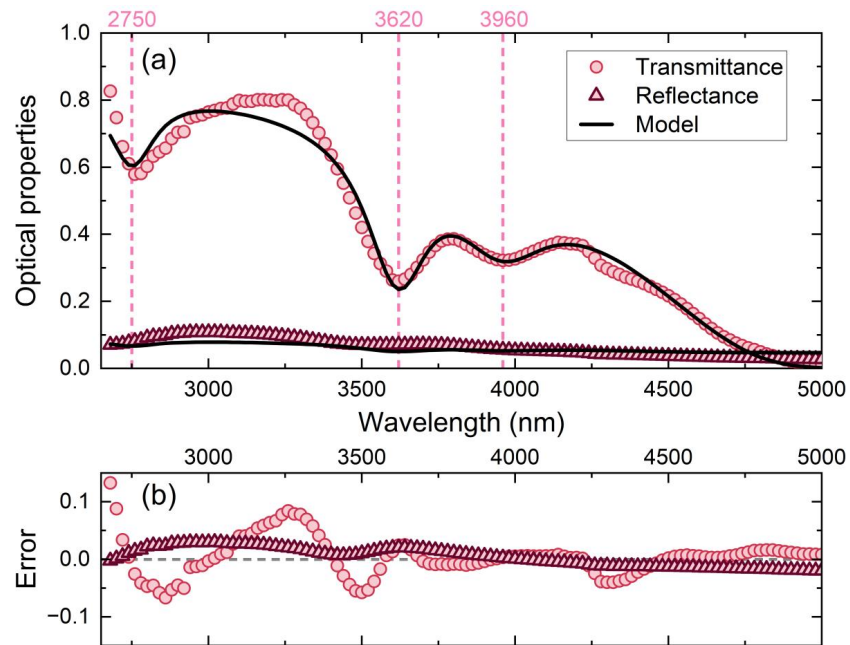 2750 3620 3960
1.0
(a)
Transmittance
Reflectance
Model
0.8
0.6
0.4
0.2
0.0
Optical properties
3000 3500 4000 4500 5000
Wavelength (nm)
3000 3500 4000 4500 5000
(b)
0.1
0.0
−0.1
Error